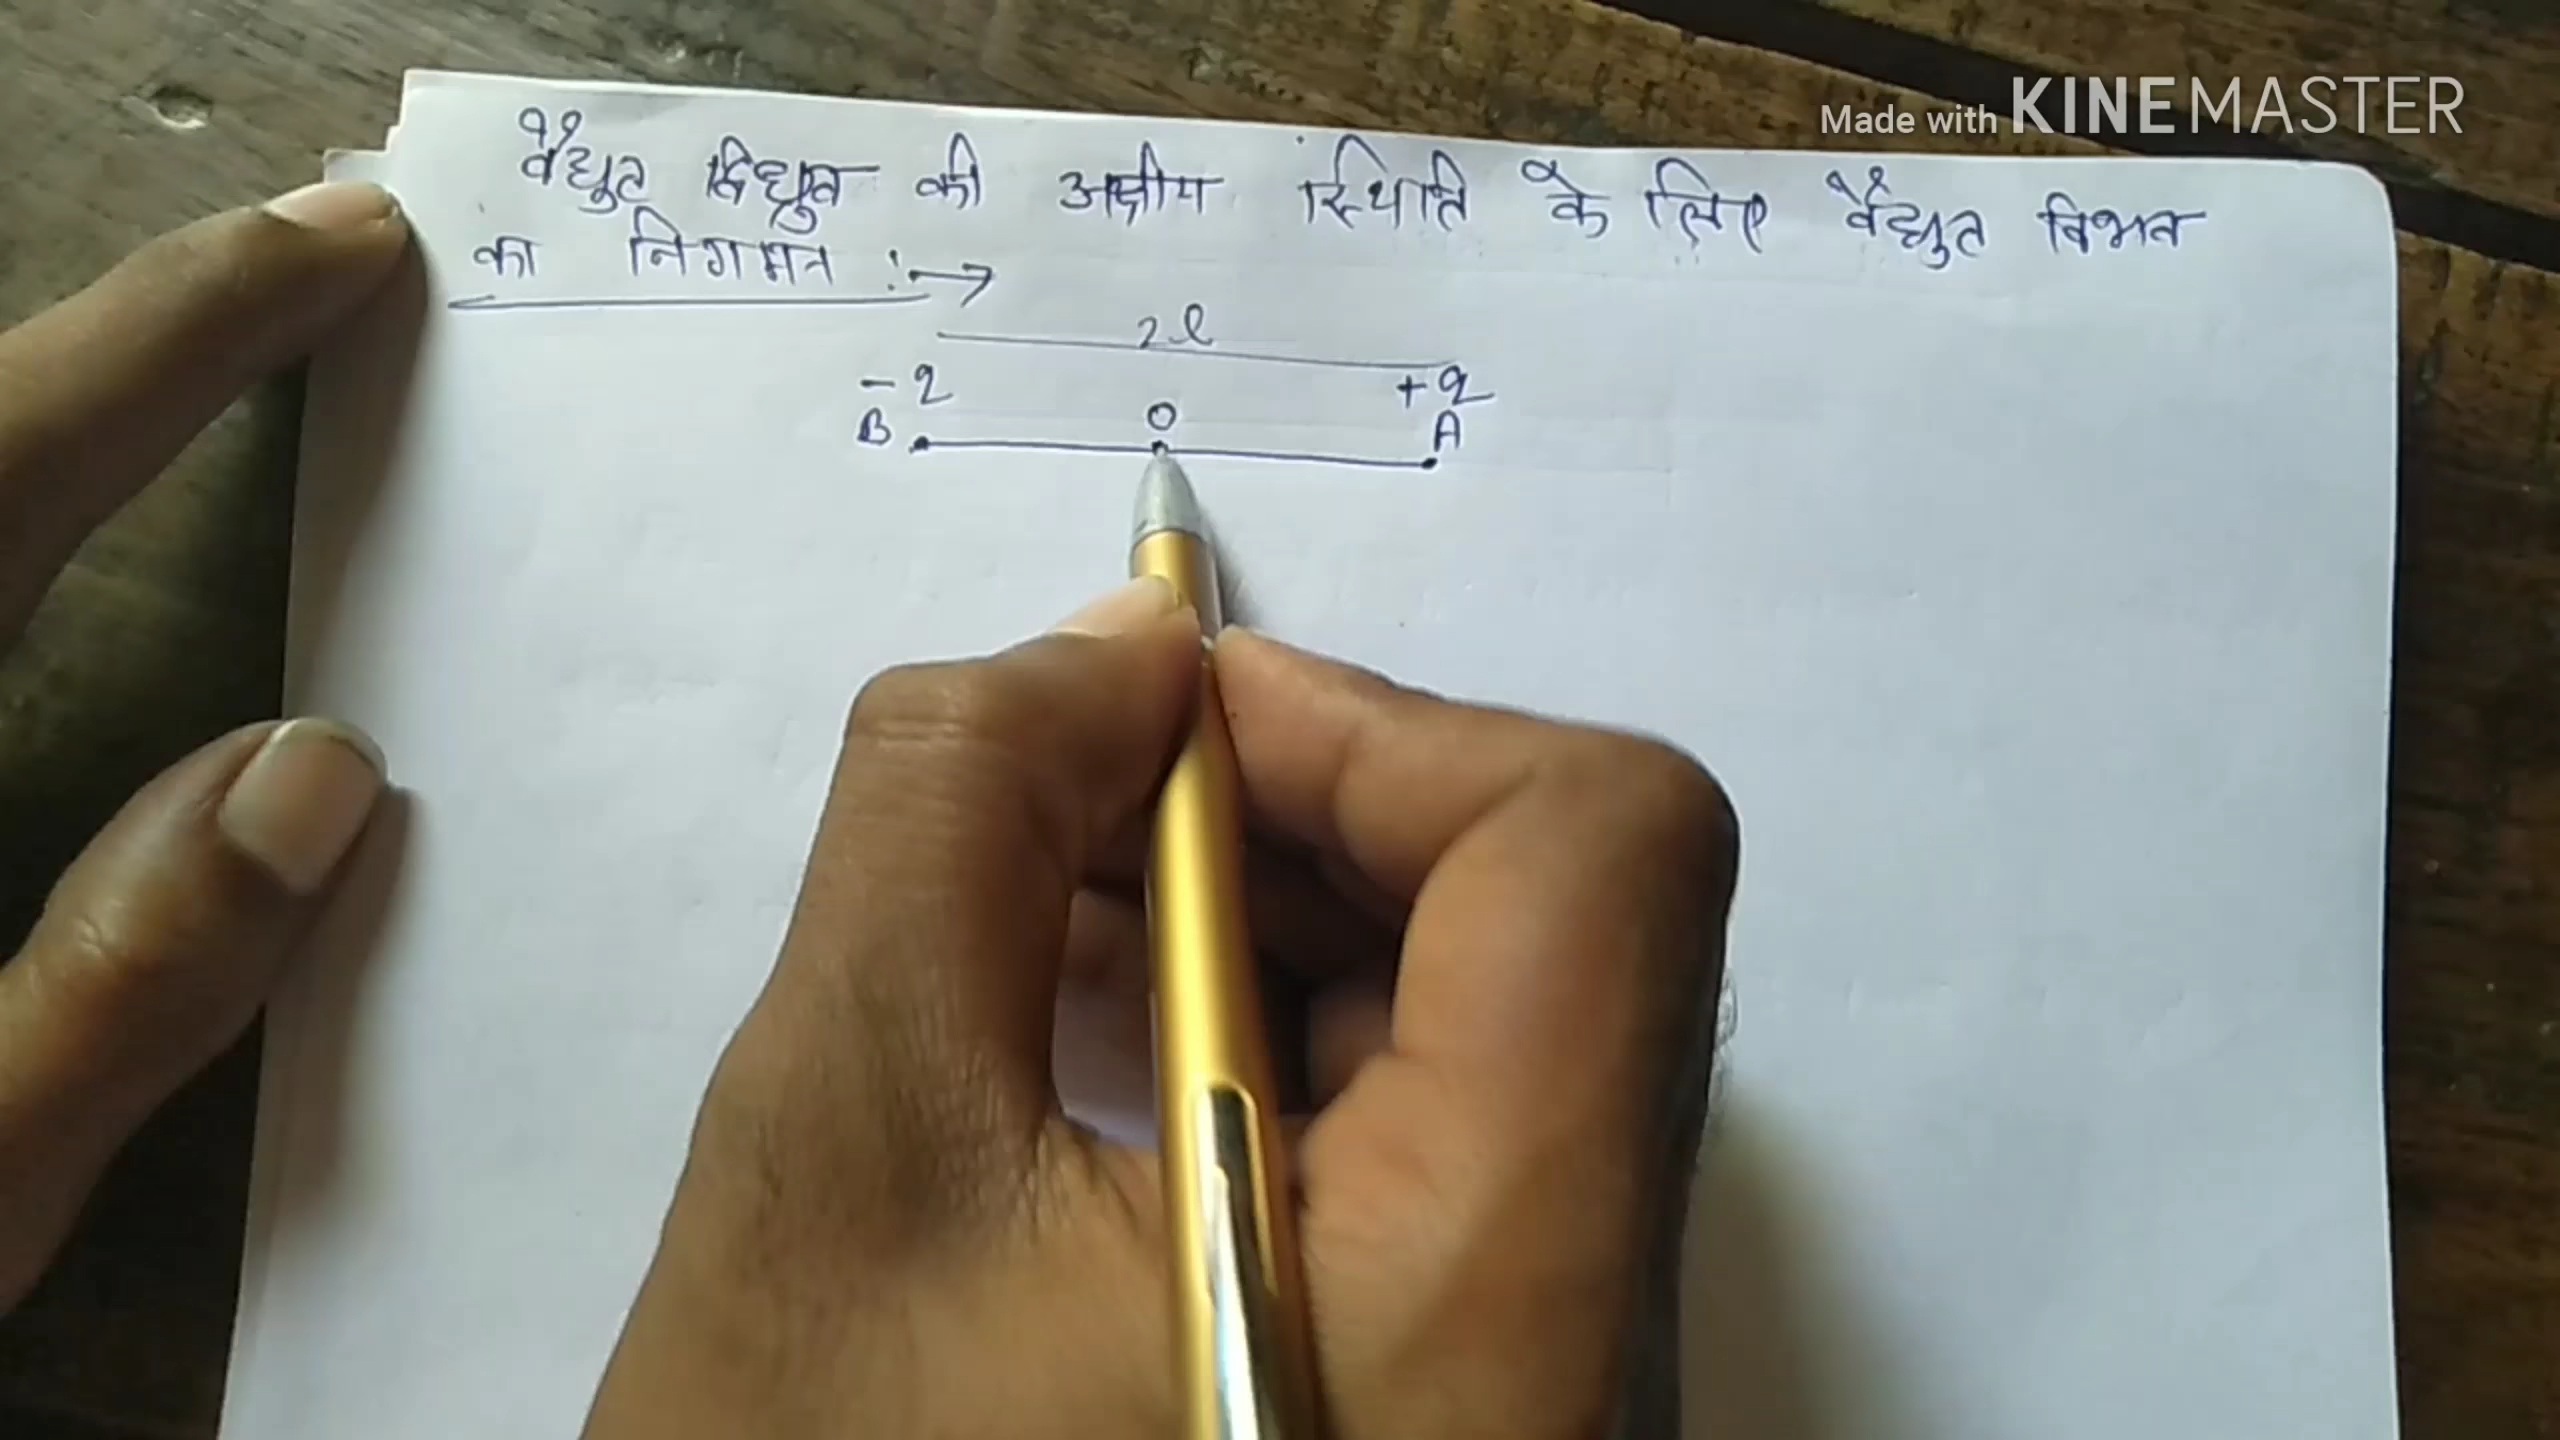 Made with KINEMASTER
वैद्युत द्विध्रुव की अक्षीय स्थिति के लिए वैद्युत विभव
का निगमन :→
2l
-q +q
B O A